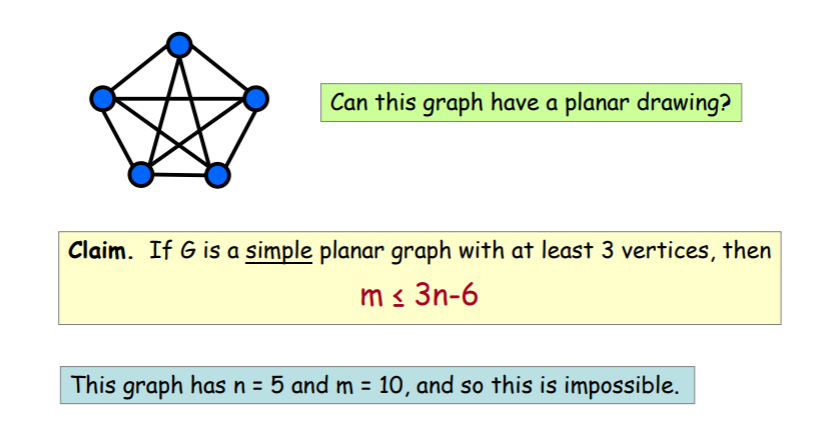 Can this graph have a planar drawing?
Claim. If G is a simple planar graph with at least 3 vertices, then
m ≤ 3n-6
This graph has n = 5 and m = 10, and so this is impossible.